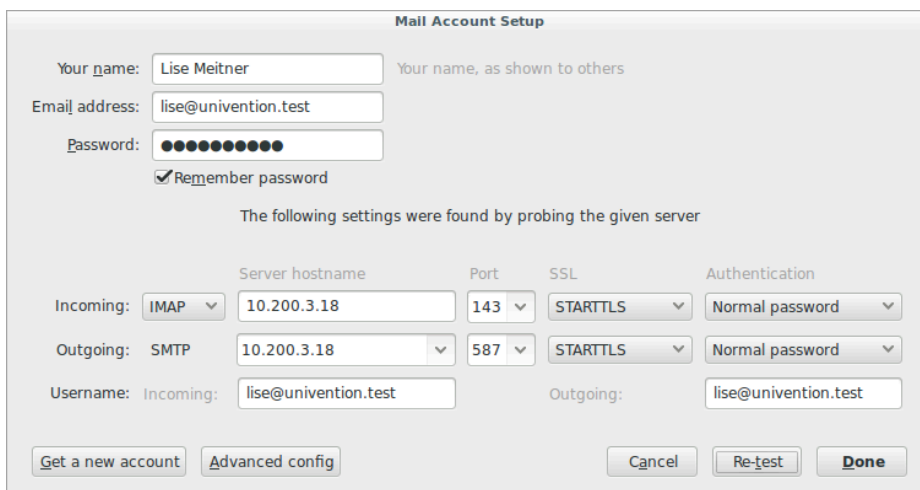 Mail Account Setup
Your name: Lise Meitner Your name, as shown to others
Email address: lise@univention.test
Password: ●●●●●●●●●●
Remember password
The following settings were found by probing the given server
Server hostname Port SSL Authentication
Incoming: IMAP 10.200.3.18 143 STARTTLS Normal password
Outgoing: SMTP 10.200.3.18 587 STARTTLS Normal password
Username: Incoming: lise@univention.test Outgoing: lise@univention.test
Get a new account Advanced config Cancel Re-test Done